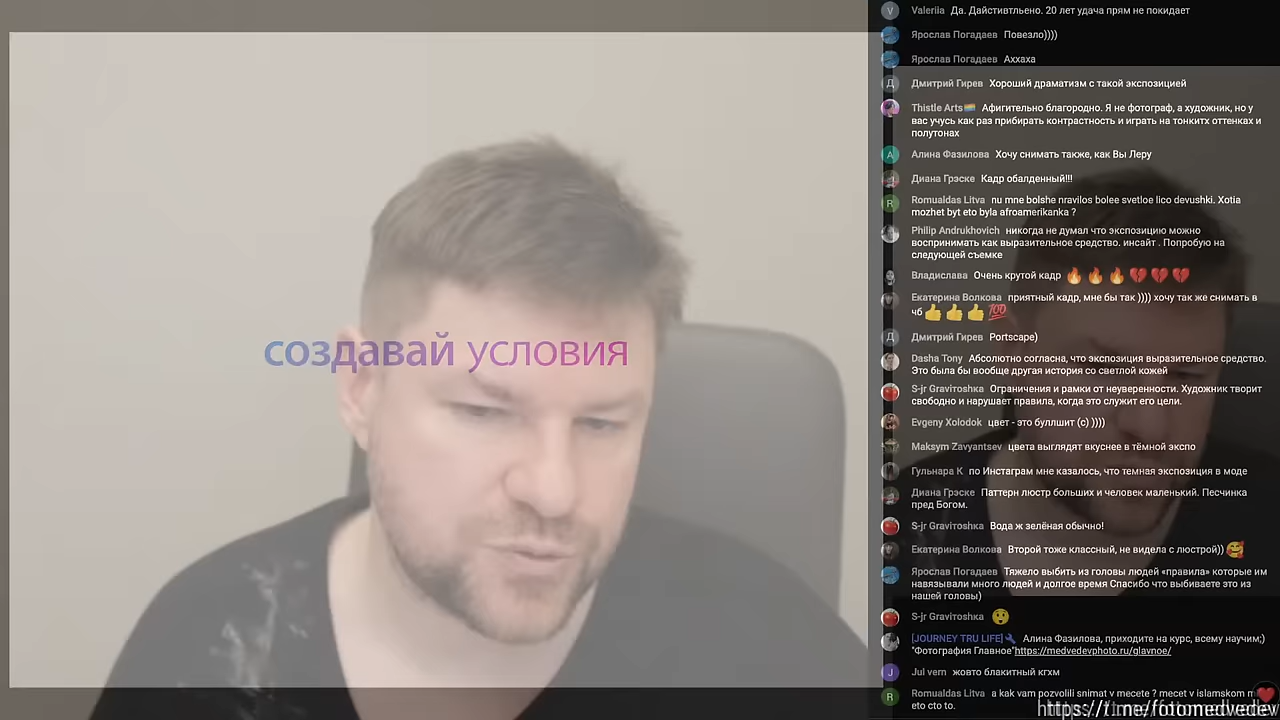 Valeriia Да. Дайстивтльено. 20 лет удача прям не покидает
Ярослав Погадаев Повезло))))
Ярослав Погадаев Аххаха
Дмитрий Гирев Хороший драматизм с такой экспозицией
Thistle Arts Афигительно благородно. Я не фотограф, а художник, но у
вас учусь как раз прибирать контрастность и играть на тонкитх оттенках и
полутонах
Алина Фазилова Хочу снимать также, как Вы Леру
Диана Грэске Кадр обалденный!!!
Romualdas Litva nu mne bolshe nravilos bolee svetloe lico devushki. Xotia
mozhet byt eto byla afroamerikanka ?
Philip Andrukhovich никогда не думал что экспозицию можно
воспринимать как выразительное средство. инсайт . Попробую на
следующей съемке
Владислава Очень крутой кадр 🔥🔥🔥💔💔💔
Екатерина Волкова приятный кадр, мне бы так )))) хочу так же снимать в
чб 👍👍👍💯
создавай условия
Дмитрий Гирев Portscape)
Dasha Tony Абсолютно согласна, что экспозиция выразительное средство.
Это была бы вообще другая история со светлой кожей
S-jr Graviтоshка Ограничения и рамки от неуверенности. Художник творит
свободно и нарушает правила, когда это служит его цели.
Evgeny Xolodok цвет - это буллшит (с) ))))
Maksym Zavyantsev цвета выглядят вкуснее в тёмной экспо
Гульнара К по Инстаграм мне казалось, что темная экспозиция в моде
Диана Грэске Паттерн люстр больших и человек маленький. Песчинка
пред Богом.
S-jr Graviтоshка Вода ж зелёная обычно!
Екатерина Волкова Второй тоже классный, не видела с люстрой)) 🥰
Ярослав Погадаев Тяжело выбить из головы людей «правила» которые им
навязывали много людей и долгое время Спасибо что выбиваете это из
нашей головы)
S-jr Graviтоshка 😲
[JOURNEY TRU LIFE] Алина Фазилова, приходите на курс, всему научим;)
"Фотография Главное"https://medvedevphoto.ru/glavnoe/
Jul vern жовто блакитный кгхм
Romualdas Litva a kak vam pozvolili snimat v mecete ? mecet v islamskom m
eto cto to.
https://t.me/fotomedvedev